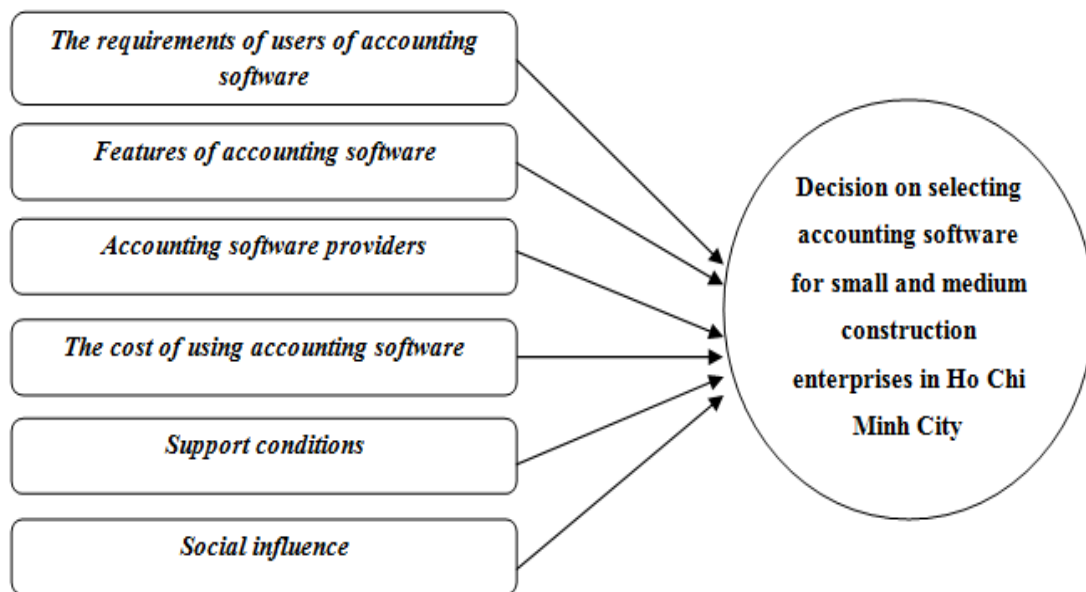 The requirements of users of accounting
software
Features of accounting software
Accounting software providers
The cost of using accounting software
Support conditions
Social influence
Decision on selecting
accounting software
for small and medium
construction
enterprises in Ho Chi
Minh City